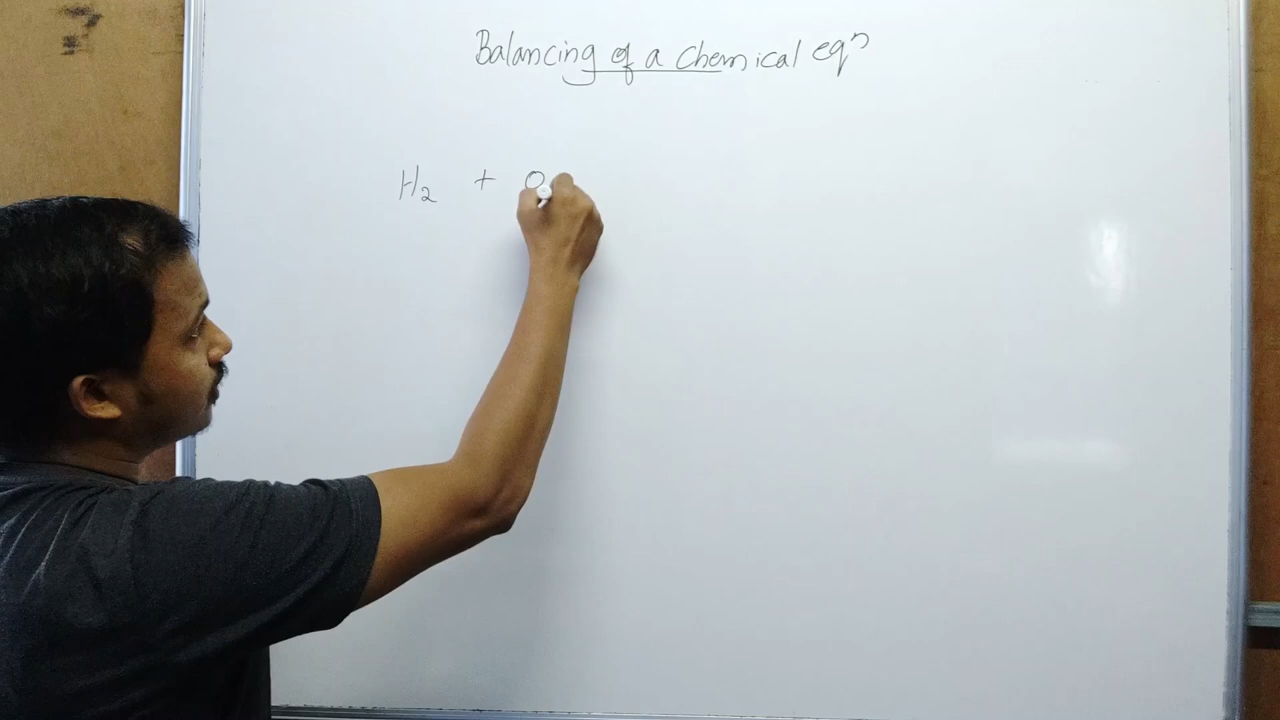 Balancing of a chemical eqⁿ
H₂ + O